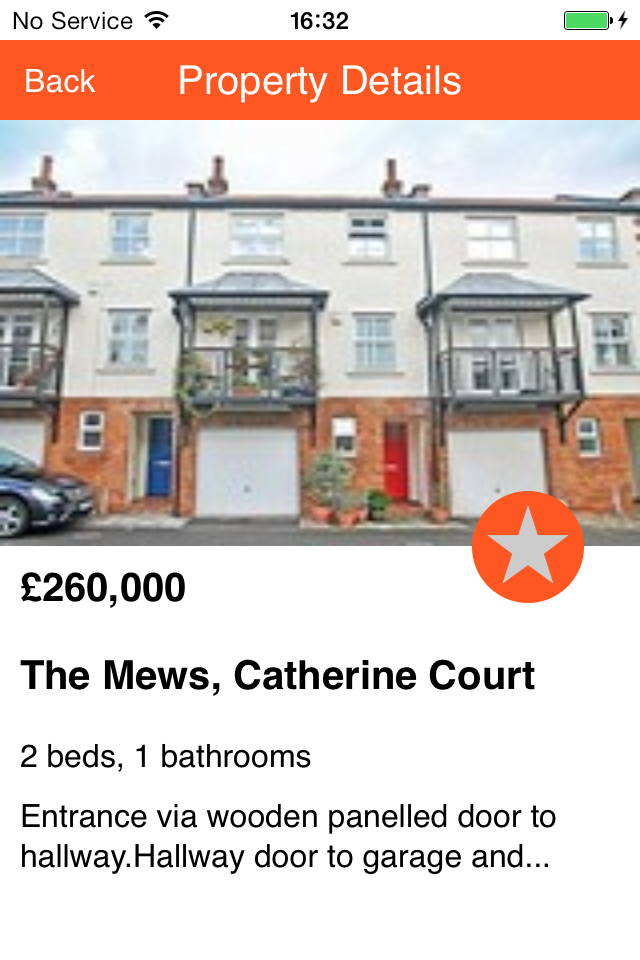 No Service 16:32
Back Property Details
£260,000
The Mews, Catherine Court
2 beds, 1 bathrooms
Entrance via wooden panelled door to
hallway.Hallway door to garage and...